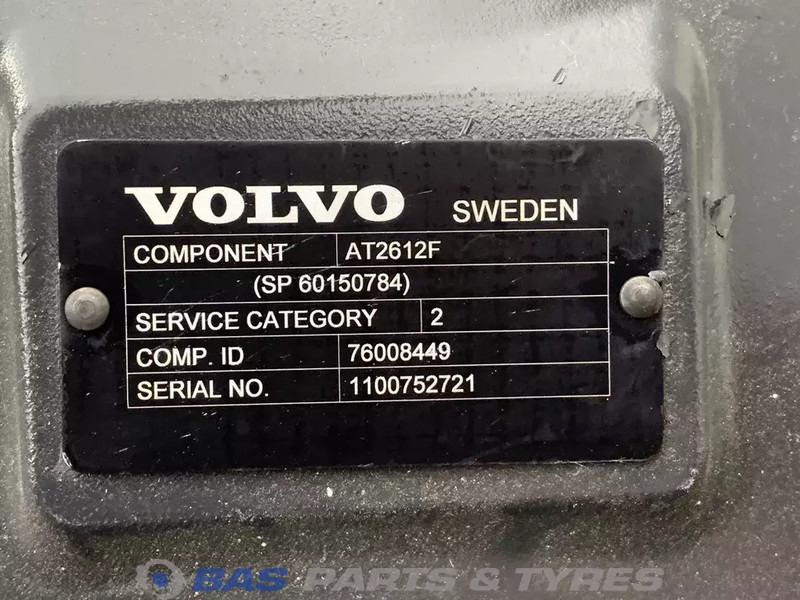 VOLVO SWEDEN
COMPONENT AT2612F
(SP 60150784)
SERVICE CATEGORY 2
COMP. ID 76008449
SERIAL NO. 1100752721
BAS PARTS & TYRES